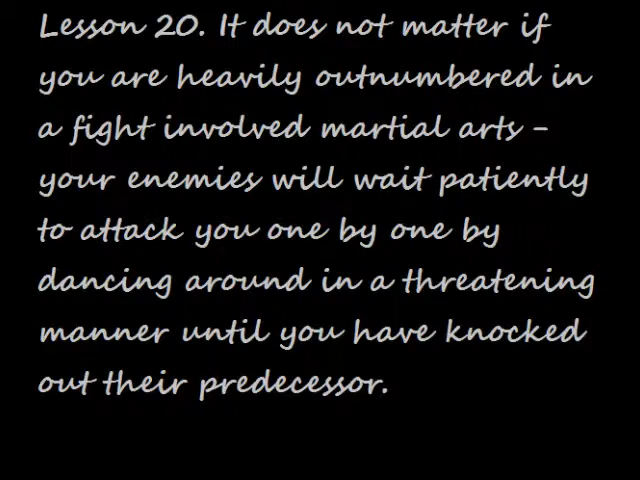 Lesson 20. It does not matter if
you are heavily outnumbered in
a fight involved martial arts -
your enemies will wait patiently
to attack you one by one by
dancing around in a threatening
manner until you have knocked
out their predecessor.